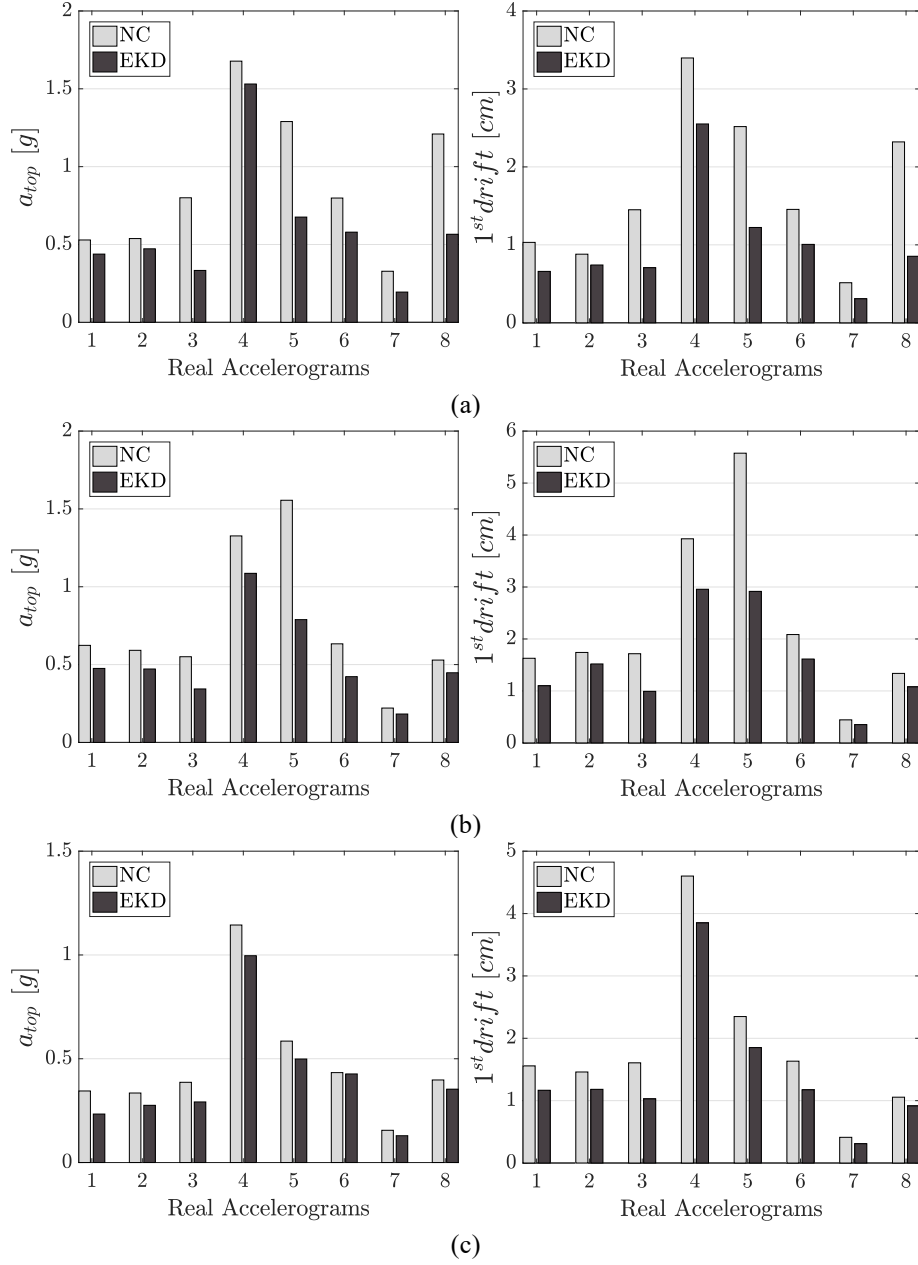 2
1.5
1
0.5
0
a_top [g]
NC
EKD
1 2 3 4 5 6 7 8
Real Accelerograms
4
3
2
1
0
1^st drift [cm]
NC
EKD
1 2 3 4 5 6 7 8
Real Accelerograms
(a)
2
1.5
1
0.5
0
a_top [g]
NC
EKD
1 2 3 4 5 6 7 8
Real Accelerograms
6
5
4
3
2
1
0
1^st drift [cm]
NC
EKD
1 2 3 4 5 6 7 8
Real Accelerograms
(b)
1.5
1
0.5
0
a_top [g]
NC
EKD
1 2 3 4 5 6 7 8
Real Accelerograms
5
4
3
2
1
0
1^st drift [cm]
NC
EKD
1 2 3 4 5 6 7 8
Real Accelerograms
(c)